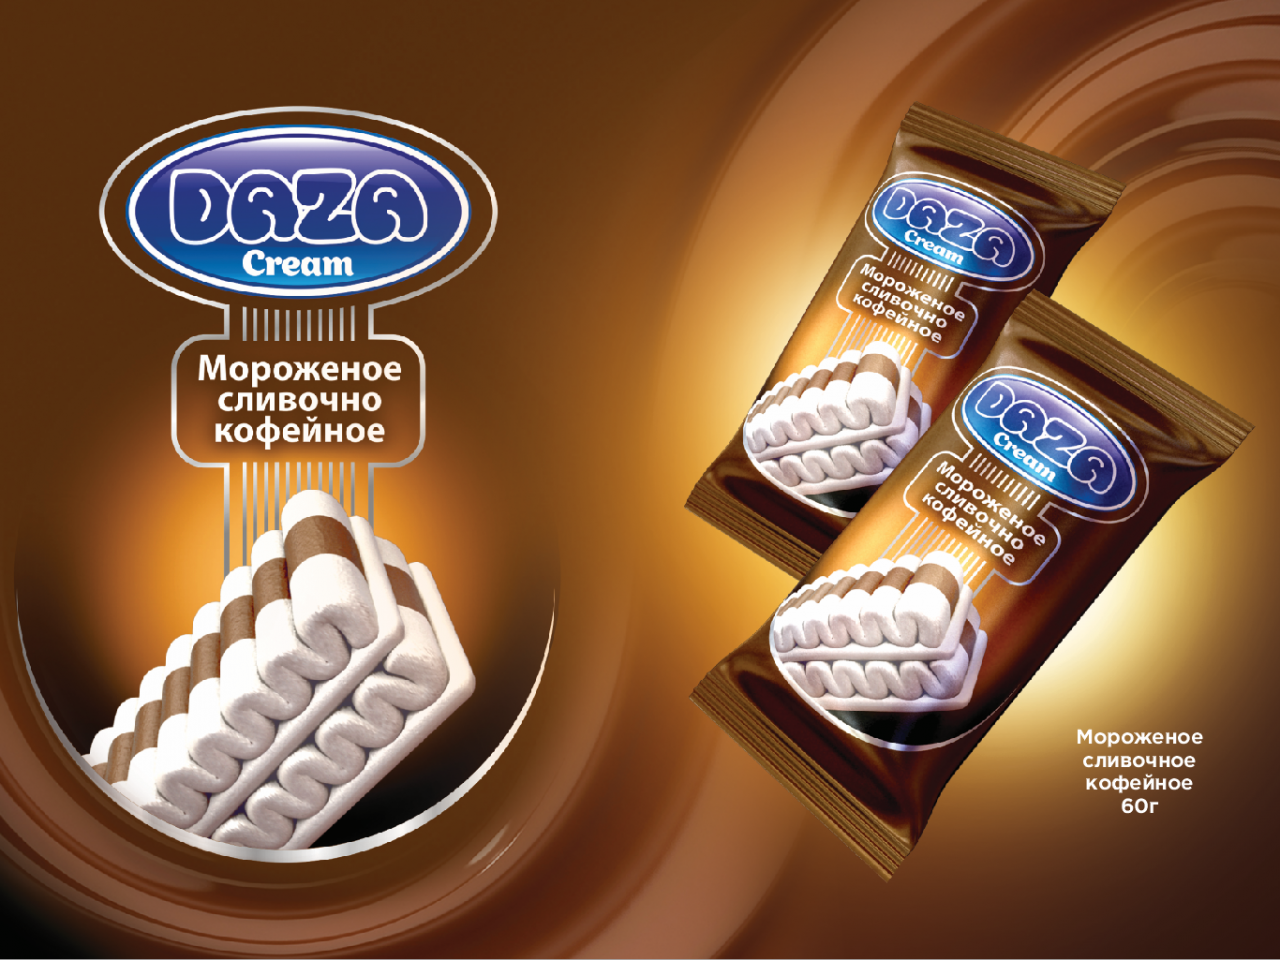 DAZA
Cream
Мороженое
сливочно
кофейное
DAZA
Cream
Мороженое
сливочно
кофейное
DAZA
Cream
Мороженое
сливочно
кофейное
Мороженое
сливочное
кофейное
60г